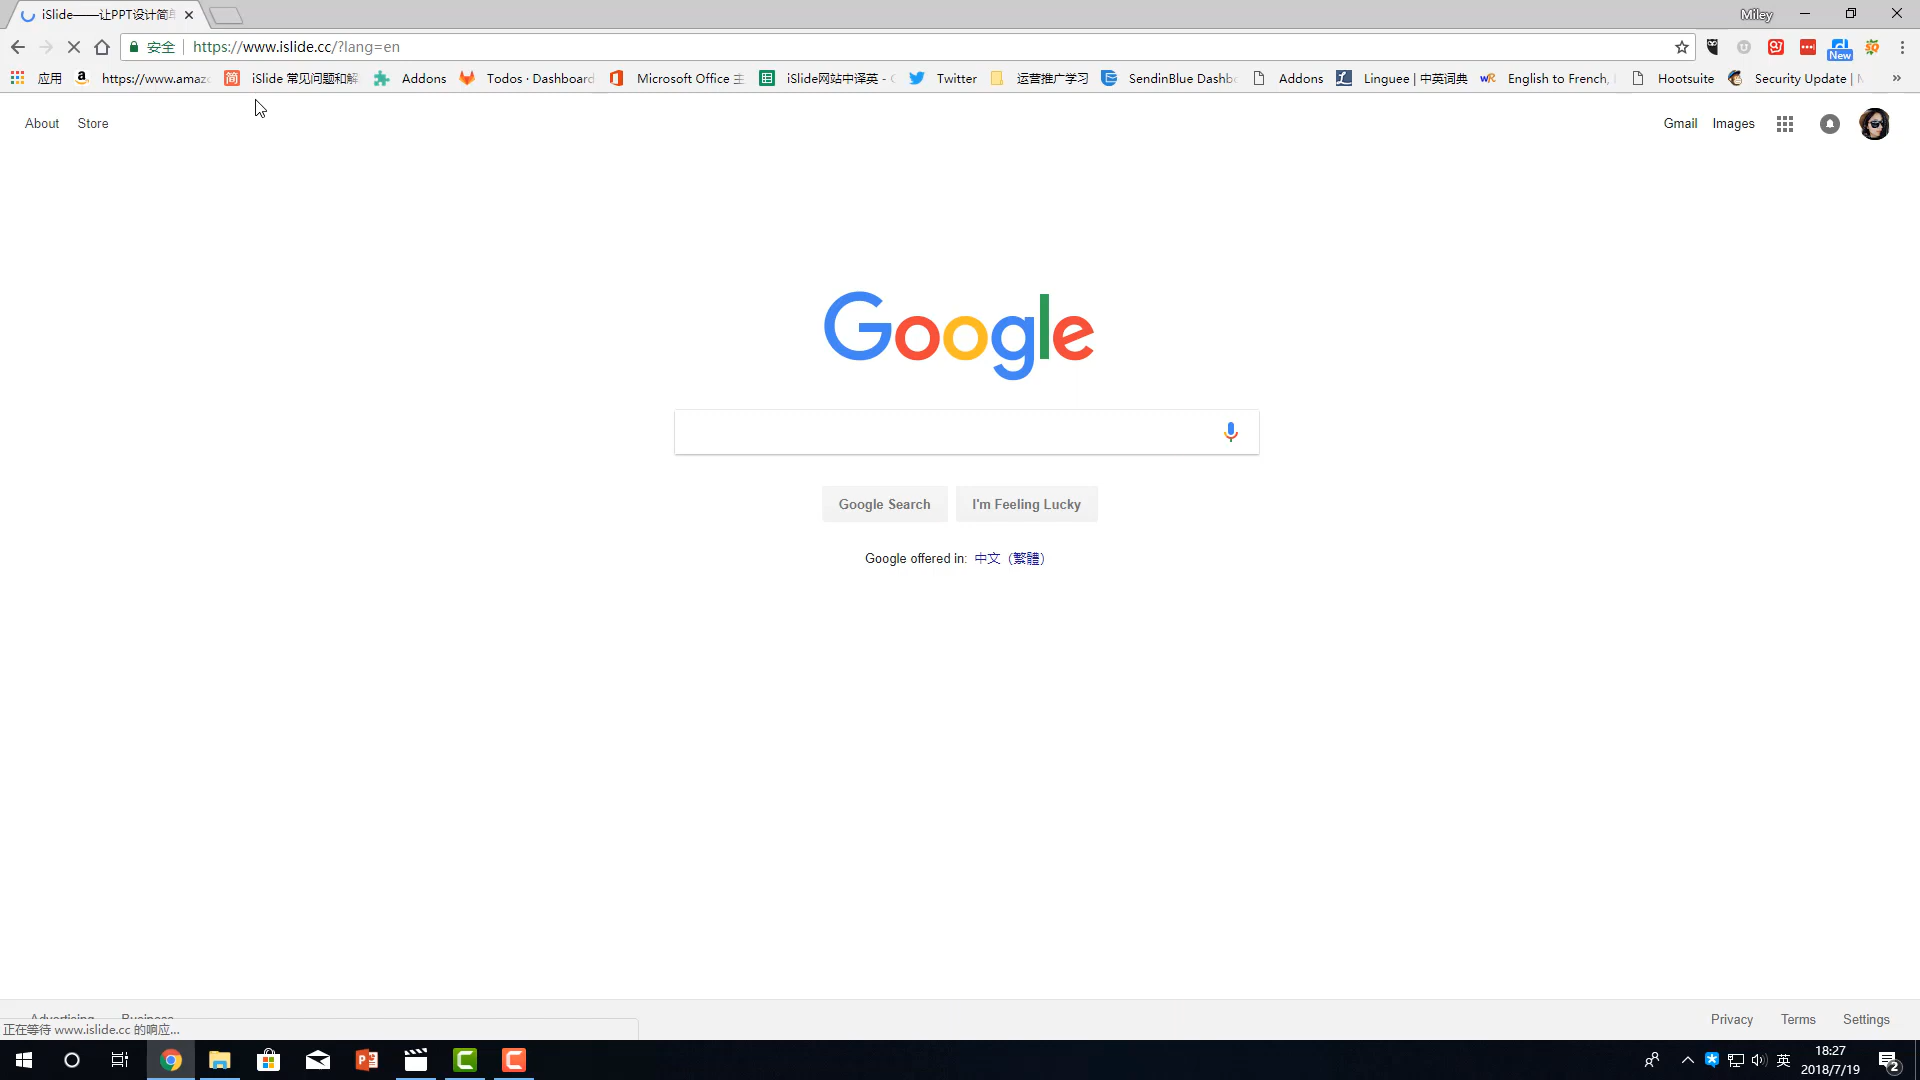 iSlide——让PPT设计简单
Miley
安全 https://www.islide.cc/?lang=en
应用 https://www.amaz iSlide 常见问题和解 Addons Todos · Dashboard Microsoft Office 主 iSlide网站中译英 - Twitter 运营推广学习 SendinBlue Dashb Addons Linguee | 中英词典 English to French, Hootsuite Security Update |
New
About Store Gmail Images
Google
Google Search I'm Feeling Lucky
Google offered in: 中文（繁體）
Advertising Business Privacy Terms Settings
正在等待 www.islide.cc 的响应...
英 18:27
2018/7/19
2